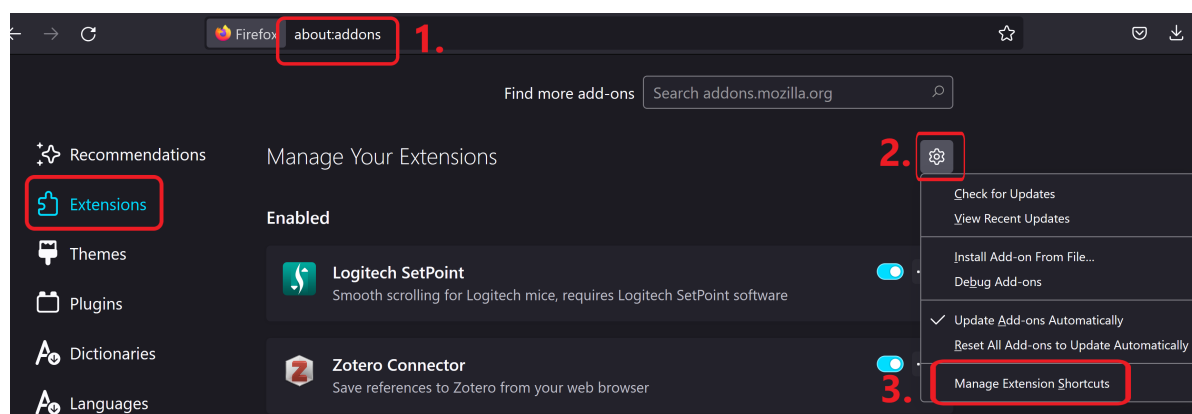 Firefox about:addons 1.
Find more add-ons Search addons.mozilla.org
Recommendations
Manage Your Extensions
2.
Check for Updates
Extensions
View Recent Updates
Enabled
Themes
Install Add-on From File...
Logitech SetPoint
Debug Add-ons
Smooth scrolling for Logitech mice, requires Logitech SetPoint software
Plugins
Update Add-ons Automatically
Reset All Add-ons to Update Automatically
Dictionaries
Zotero Connector
3.
Manage Extension Shortcuts
Save references to Zotero from your web browser
Languages